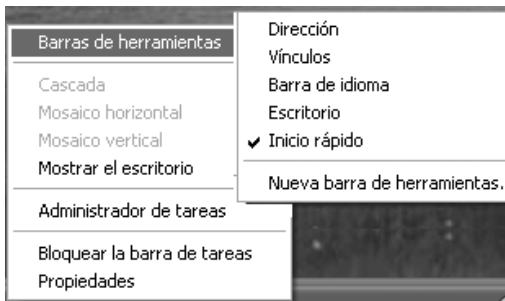 Barras de herramientas
Cascada
Mosaico horizontal
Mosaico vertical
Mostrar el escritorio
Administrador de tareas
Bloquear la barra de tareas
Propiedades
Dirección
Vínculos
Barra de idioma
Escritorio
Inicio rápido
Nueva barra de herramientas.